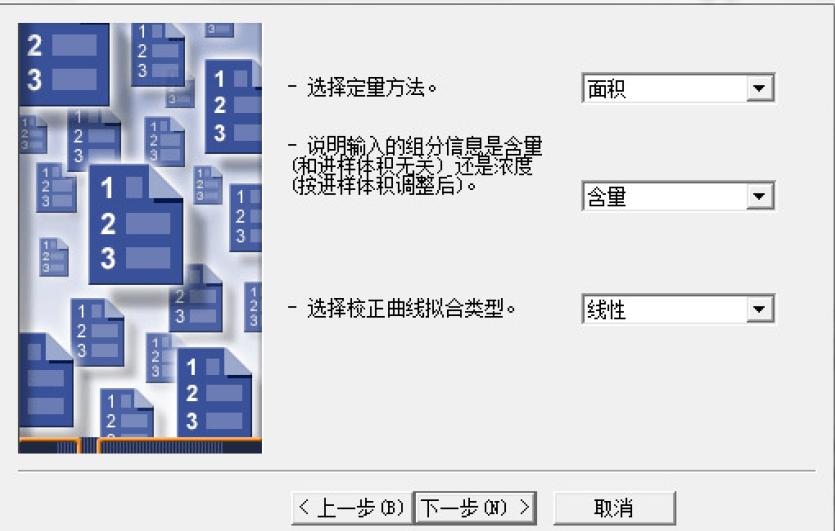 - 选择定量方法。
面积
- 说明输入的组分信息是含量
(和进样体积无关) 还是浓度
(按进样体积调整后)。
含量
- 选择校正曲线拟合类型。
线性
< 上一步(B)
下一步(N) >
取消